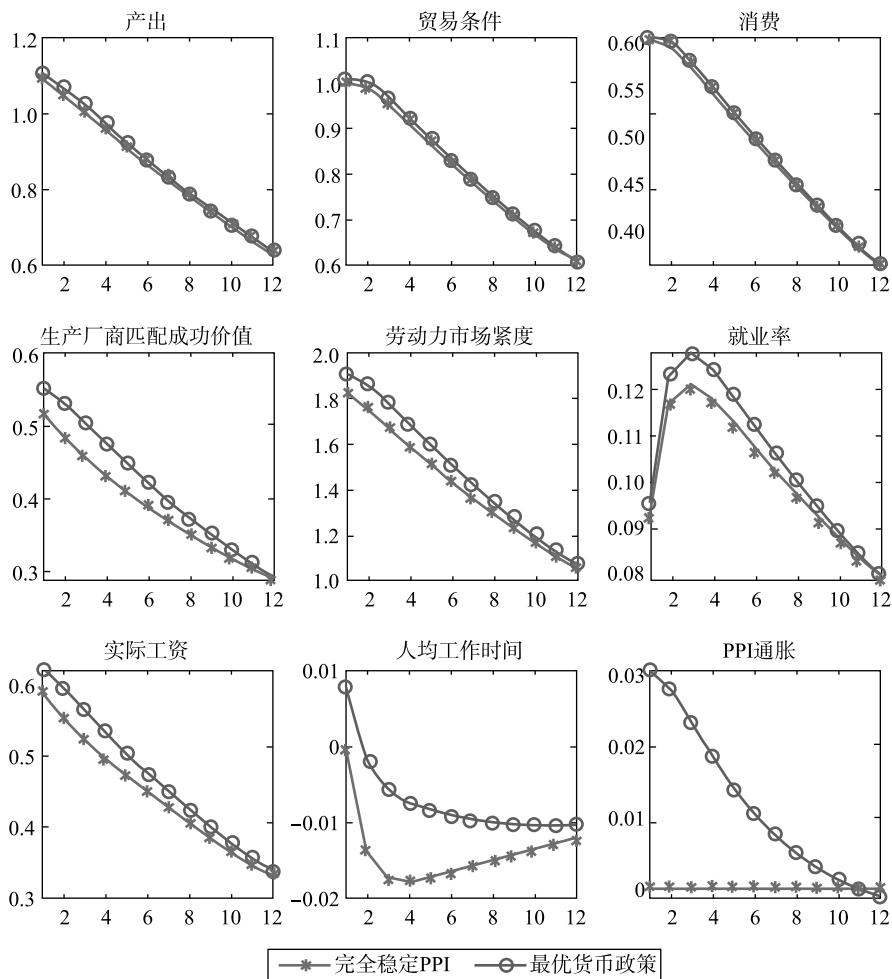 产出
贸易条件
消费
1.2
1.0
0.8
0.6
2 4 6 8 10 12
1.1
1.0
0.9
0.8
0.7
0.6
2 4 6 8 10 12
0.60
0.55
0.50
0.45
0.40
2 4 6 8 10 12
生产厂商匹配成功价值
劳动力市场紧度
就业率
0.6
0.5
0.4
0.3
2 4 6 8 10 12
2.0
1.8
1.6
1.4
1.2
1.0
2 4 6 8 10 12
0.12
0.11
0.10
0.09
0.08
2 4 6 8 10 12
实际工资
人均工作时间
PPI通胀
0.6
0.5
0.4
0.3
2 4 6 8 10 12
0.01
0
−0.01
−0.02
2 4 6 8 10 12
0.03
0.02
0.01
0
2 4 6 8 10 12
完全稳定PPI 最优货币政策